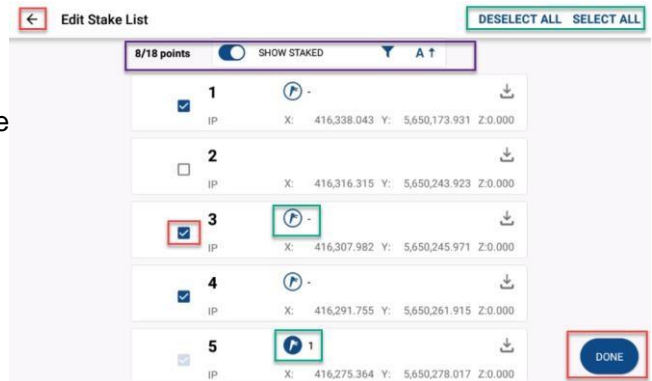 ← Edit Stake List DESELECT ALL SELECT ALL
8/18 points SHOW STAKED A↑
1 -
IP X: 416,338.043 Y: 5,650,173.931 Z:0.000
e
2
IP X: 416,316.315 Y: 5,650,243.923 Z:0.000
3 -
IP X: 416,307.982 Y: 5,650,245.971 Z:0.000
4 -
IP X: 416,291.755 Y: 5,650,261.915 Z:0.000
5 1
IP X: 416,275.364 Y: 5,650,278.017 Z:0.000
DONE